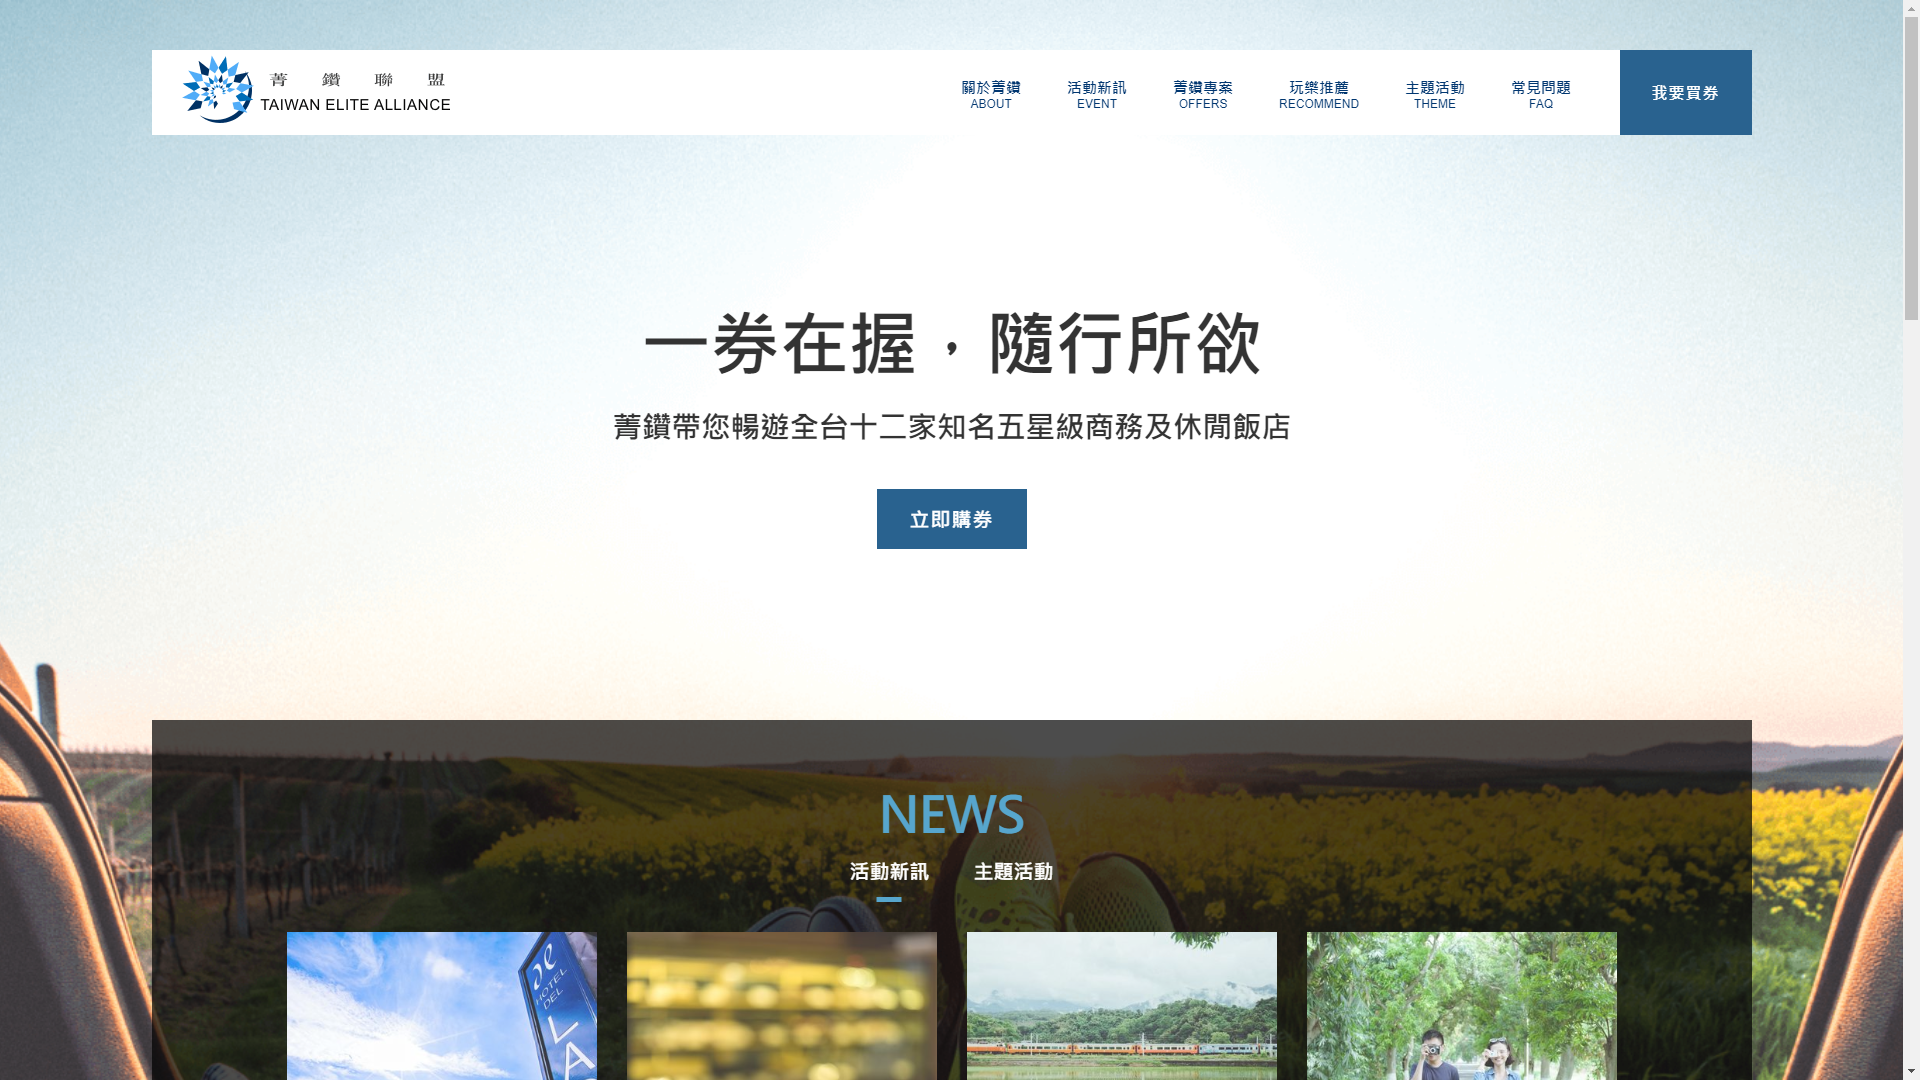 菁鑽聯盟
TAIWAN ELITE ALLIANCE
關於菁鑽
ABOUT
活動新訊
EVENT
菁鑽專案
OFFERS
玩樂推薦
RECOMMEND
主題活動
THEME
常見問題
FAQ
我要買券
一券在握，隨行所欲
菁鑽帶您暢遊全台十二家知名五星級商務及休閒飯店
立即購券
NEWS
活動新訊
主題活動
HOTEL
DEL
LA